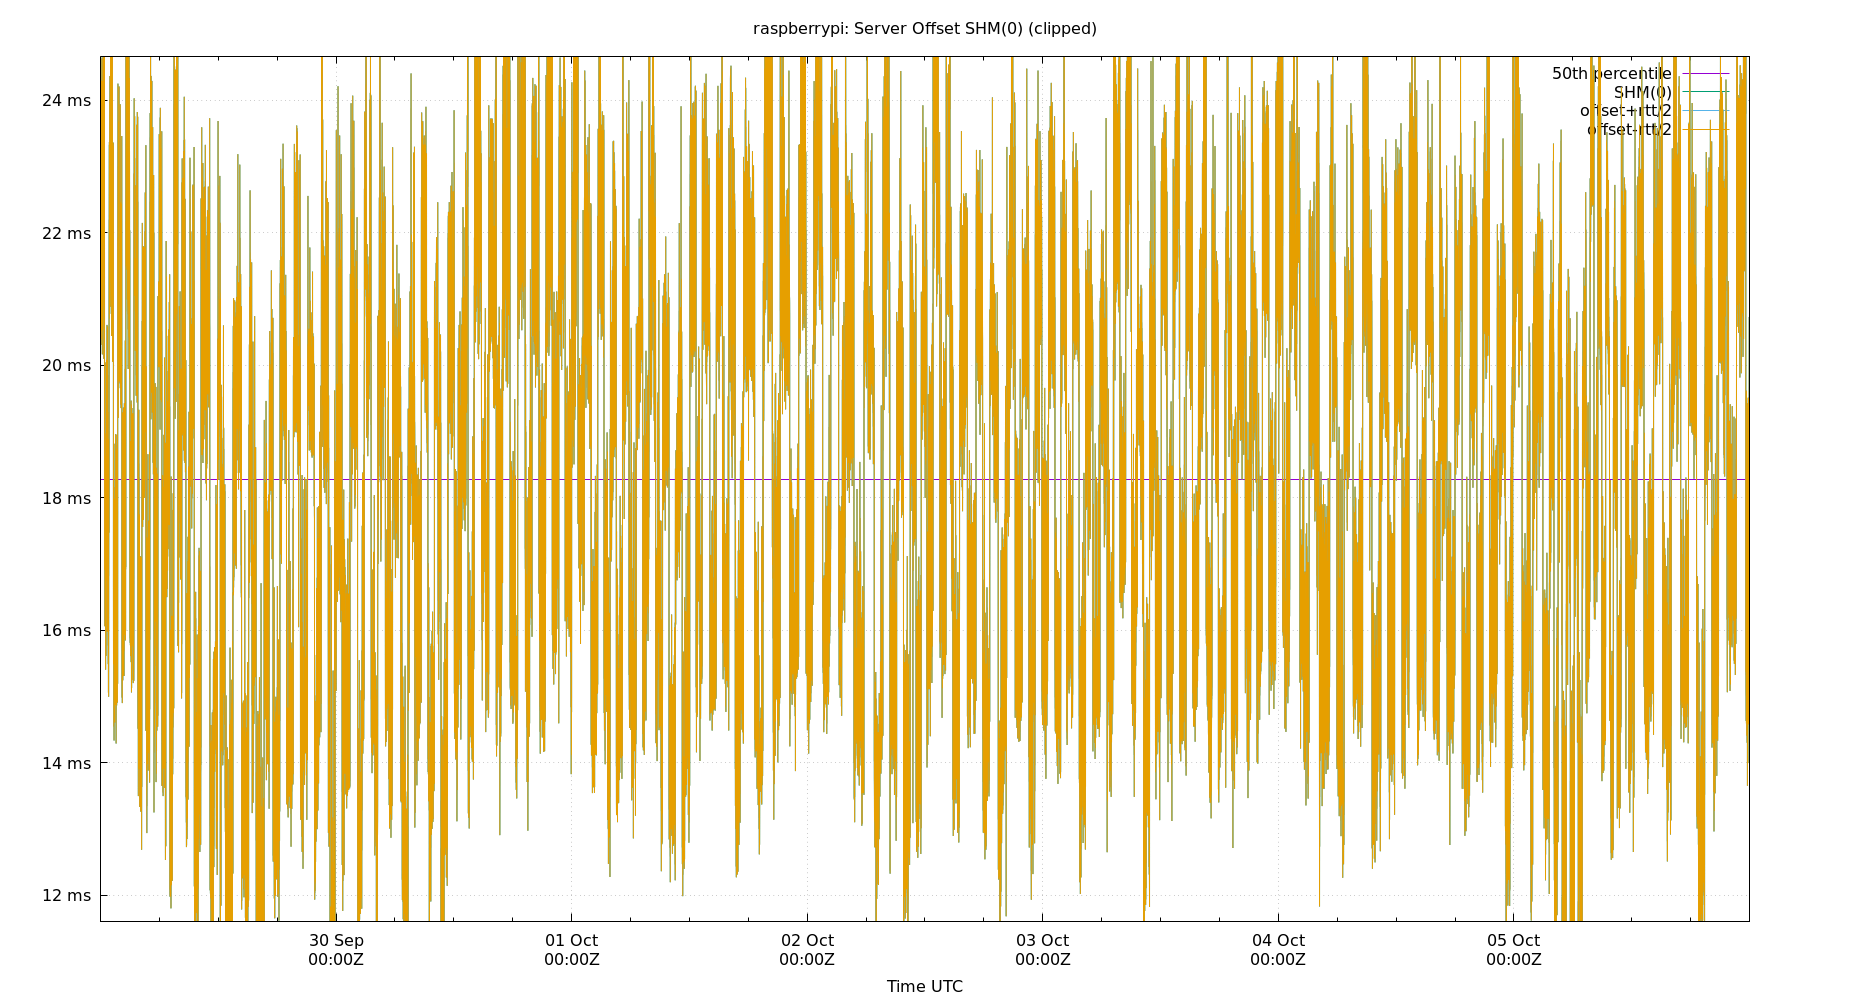 raspberrypi: Server Offset SHM(0) (clipped)
24 ms
22 ms
20 ms
18 ms
16 ms
14 ms
12 ms
50th percentile
SHM(0)
offset+rtt/2
offset-rtt/2
30 Sep
00:00Z
01 Oct
00:00Z
02 Oct
00:00Z
03 Oct
00:00Z
04 Oct
00:00Z
05 Oct
00:00Z
Time UTC